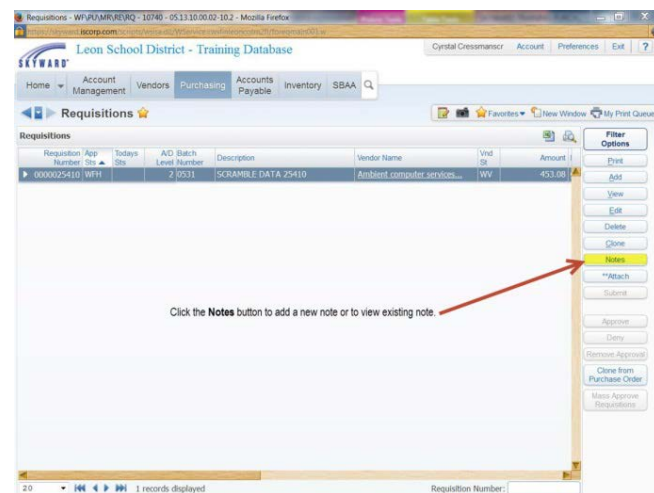 Requisitions - WF\PU\MR\RE\RQ - 10740 - 05.13.10.00.02-10.2 - Mozilla Firefox
SKYWARD
Leon School District - Training Database
Cyrstal Cressmanscr Account Preferences Exit ?
Home Account Management Vendors Purchasing Accounts Payable Inventory SBAA
Requisitions
Favorites New Window My Print Queue
Requisitions
Filter Options
Requisition Number App Sts Todays Sts A/D Level Batch Number Description Vendor Name Vnd St Amount
0000025410 WFH 2 0531 SCRAMBLE DATA 25410 Ambient computer services... WV 453.08
Print
Add
View
Edit
Delete
Clone
Notes
**Attach
Submit
Click the Notes button to add a new note or to view existing note.
Approve
Deny
Remove Approval
Clone from Purchase Order
Mass Approve Requisitions
20 1 records displayed Requisition Number: